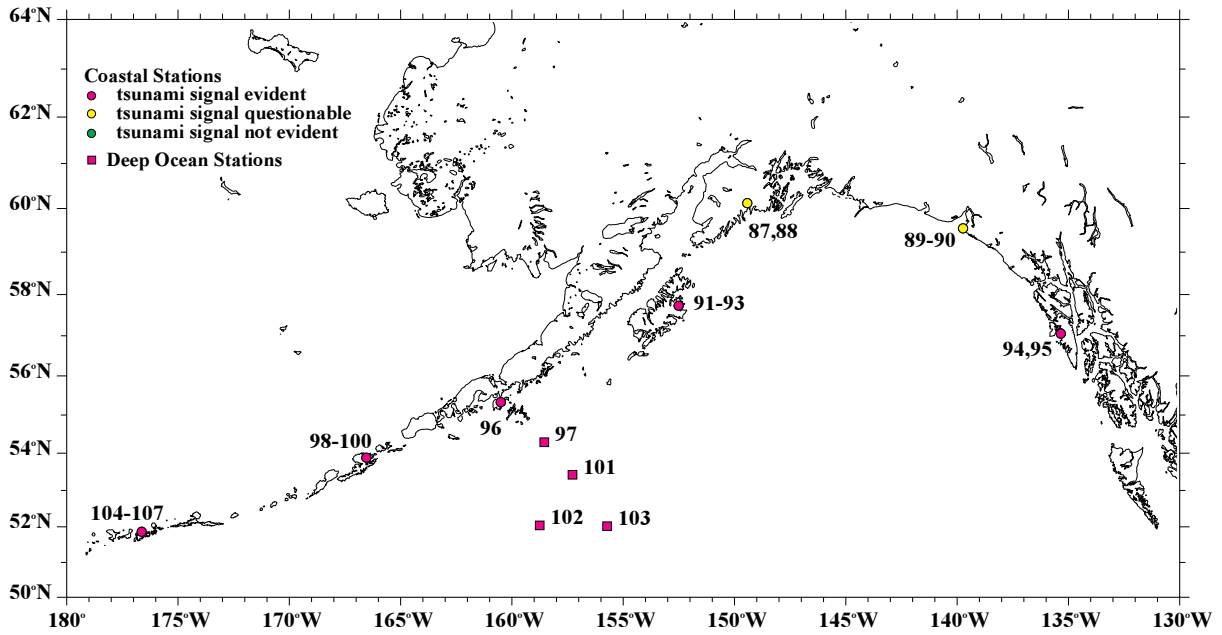 64°N
62°N
60°N
58°N
56°N
54°N
52°N
50°N
Coastal Stations
tsunami signal evident
tsunami signal questionable
tsunami signal not evident
Deep Ocean Stations
87,88
89-90
91-93
94,95
96
97
98-100
101
102
103
104-107
180°
175°W
170°W
165°W
160°W
155°W
150°W
145°W
140°W
135°W
130°W